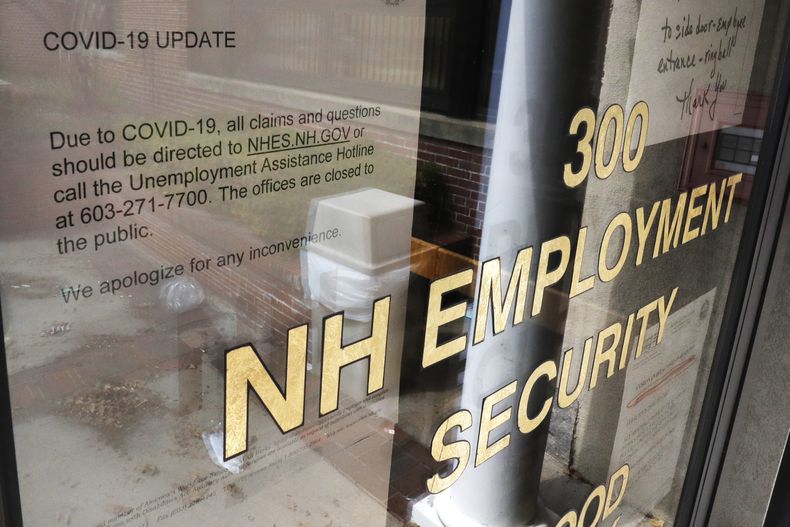 COVID-19 UPDATE
Due to COVID-19, all claims and questions
should be directed to NHES.NH.GOV or
call the Unemployment Assistance Hotline
at 603-271-7700. The offices are closed to
the public.
We apologize for any inconvenience.
to side door-employee
entrance - ring bell
Thank You
300
NH EMPLOYMENT
SECURITY